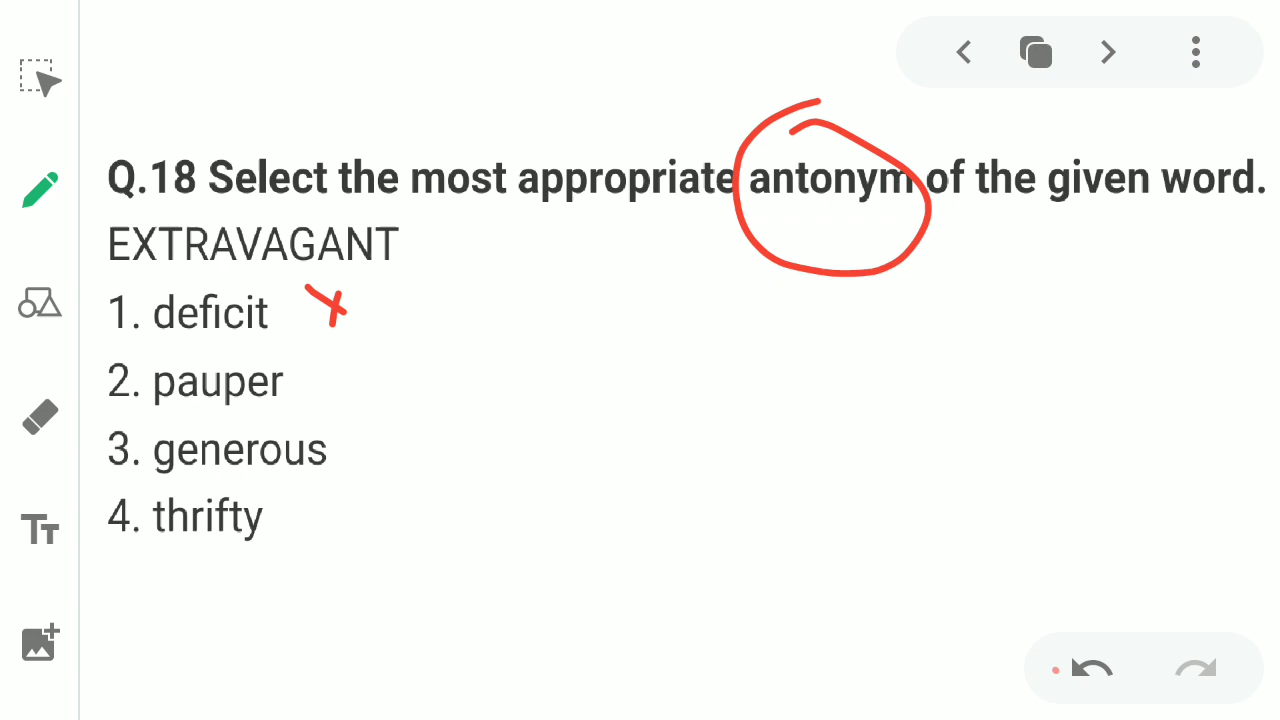 Q.18 Select the most appropriate antonym of the given word.
EXTRAVAGANT
1. deficit
2. pauper
3. generous
4. thrifty
Tт